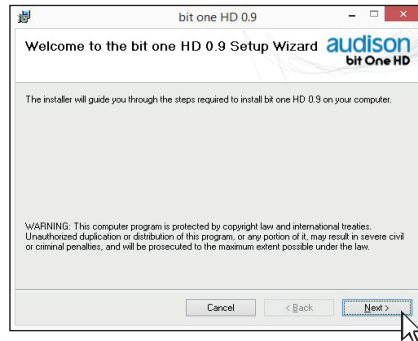 bit one HD 0.9
Welcome to the bit one HD 0.9 Setup Wizard
audison
bit One HD
The installer will guide you through the steps required to install bit one HD 0.9 on your computer.
WARNING: This computer program is protected by copyright law and international treaties.
Unauthorized duplication or distribution of this program, or any portion of it, may result in severe civil
or criminal penalties, and will be prosecuted to the maximum extent possible under the law.
Cancel
< Back
Next >